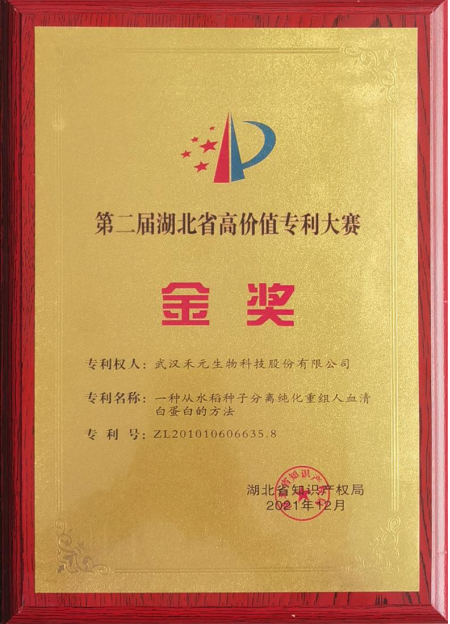 第二届湖北省高价值专利大赛
金奖
专利权人：武汉禾元生物科技股份有限公司
专利名称：一种从水稻种子分离纯化重组人血清
白蛋白的方法
专利号：ZL201010606635.8
湖北省知识产权局
2021年12月